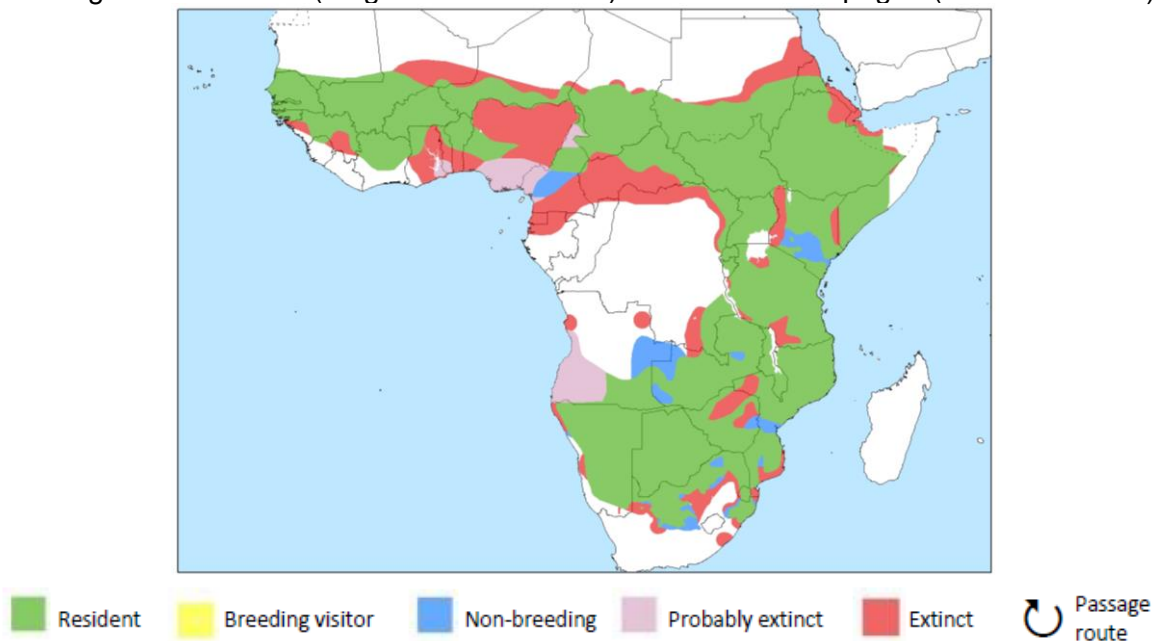 Resident
Breeding visitor
Non-breeding
Probably extinct
Extinct
Passage
route